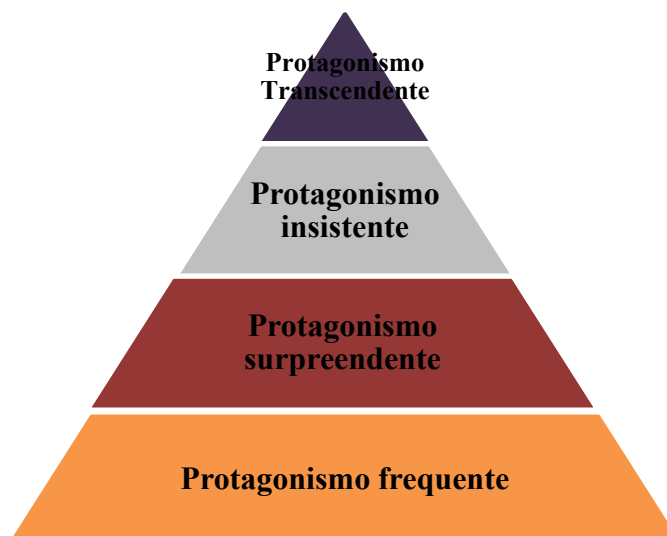 Protagonismo
Transcendente
Protagonismo
insistente
Protagonismo
surpreendente
Protagonismo frequente